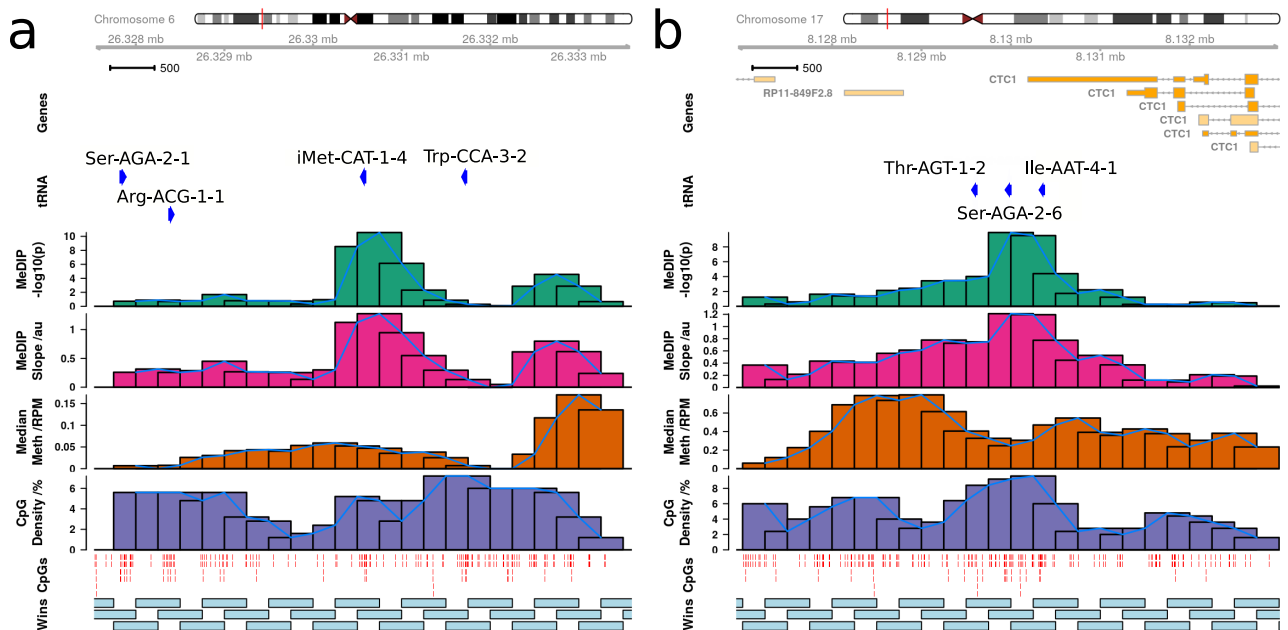 a
Chromosome 6
26.328 mb
26.33 mb
26.332 mb
26.329 mb
26.331 mb
26.333 mb
500
Genes
tRNA
Ser-AGA-2-1
iMet-CAT-1-4
Trp-CCA-3-2
Arg-ACG-1-1
MeDIP
-log10(p)
10
8
6
4
2
0
MeDIP
Slope /au
1
0.5
0
Median
Meth /RPM
0.15
0.1
0.05
0
CpG
Density /%
6
4
2
0
CpGs
Wins
b
Chromosome 17
8.128 mb
8.13 mb
8.132 mb
8.129 mb
8.131 mb
500
CTC1
RP11-849F2.8
CTC1
CTC1
CTC1
CTC1
CTC1
Genes
tRNA
Thr-AGT-1-2
Ile-AAT-4-1
Ser-AGA-2-6
MeDIP
-log10(p)
8
6
4
2
0
MeDIP
Slope /au
1.2
1
0.8
0.6
0.4
0.2
0
Median
Meth /RPM
0.6
0.4
0.2
0
CpG
Density /%
8
6
4
2
0
CpGs
Wins